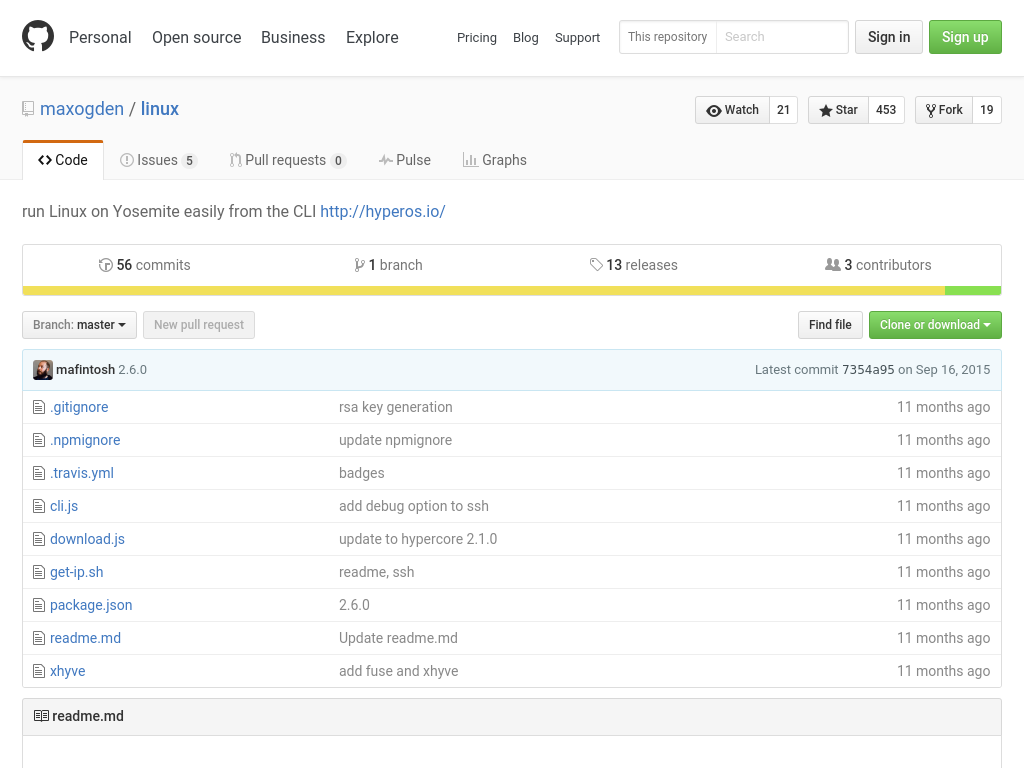 Personal Open source Business Explore Pricing Blog Support This repository Search Sign in Sign up
maxogden / linux Watch 21 Star 453 Fork 19
Code Issues 5 Pull requests 0 Pulse Graphs
run Linux on Yosemite easily from the CLI http://hyperos.io/
56 commits 1 branch 13 releases 3 contributors
Branch: master New pull request Find file Clone or download
mafintosh 2.6.0 Latest commit 7354a95 on Sep 16, 2015
.gitignore rsa key generation 11 months ago
.npmignore update npmignore 11 months ago
.travis.yml badges 11 months ago
cli.js add debug option to ssh 11 months ago
download.js update to hypercore 2.1.0 11 months ago
get-ip.sh readme, ssh 11 months ago
package.json 2.6.0 11 months ago
readme.md Update readme.md 11 months ago
xhyve add fuse and xhyve 11 months ago
readme.md